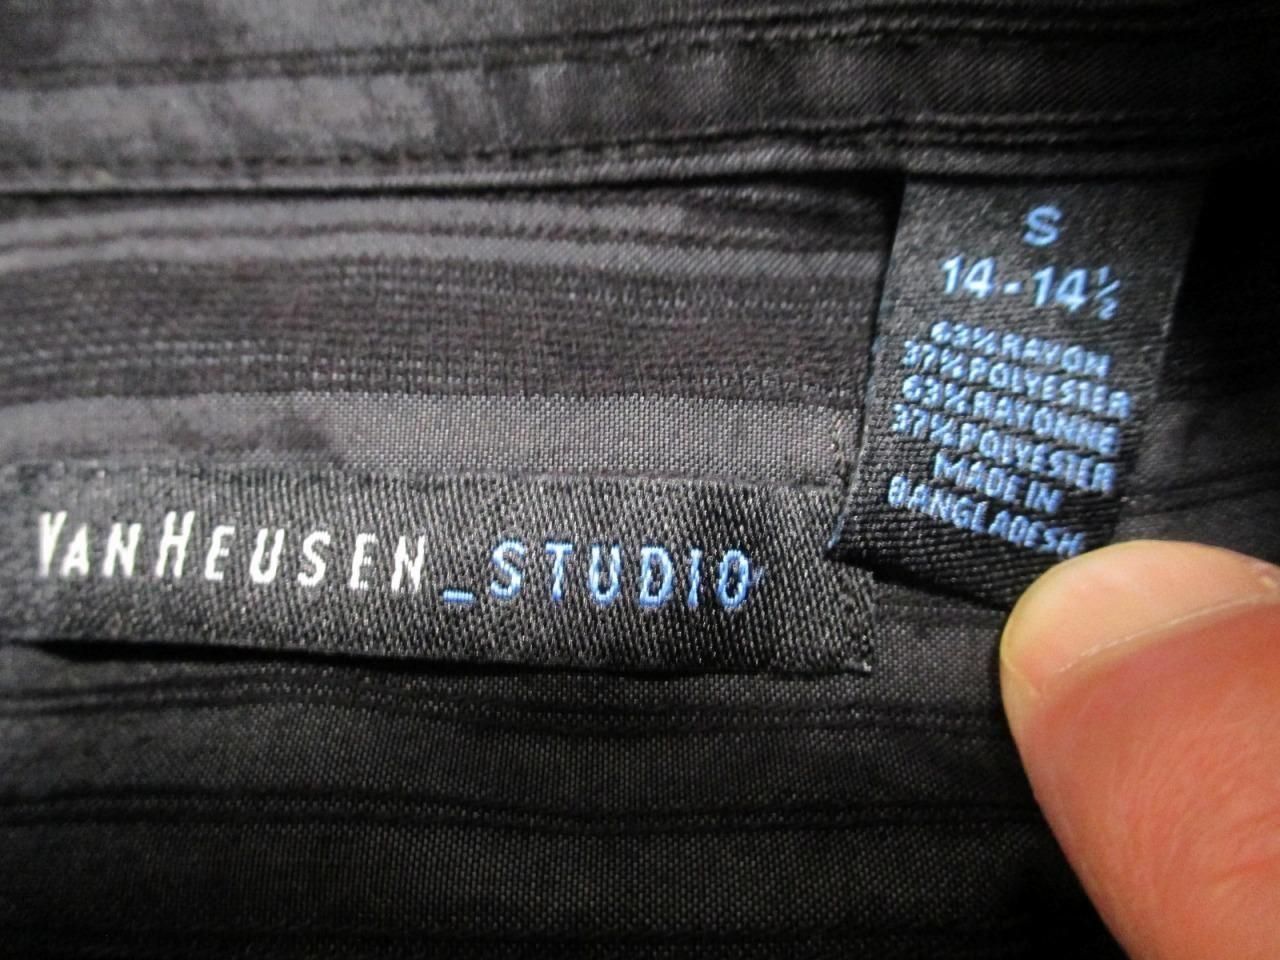 VANHEUSEN_STUDIO
S
14-14½
63% RAYON
37% POLYESTER
63% RAYONNE
37% POLYESTER
MADE IN
BANGLADESH